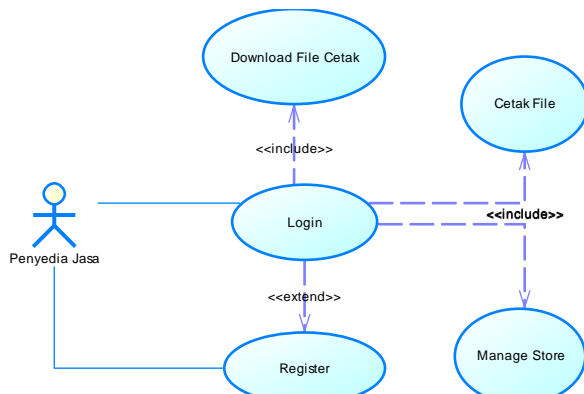 Download File Cetak
Cetak File
<<include>>
Login
<<include>>
Penyedia Jasa
<<extend>>
Register
Manage Store